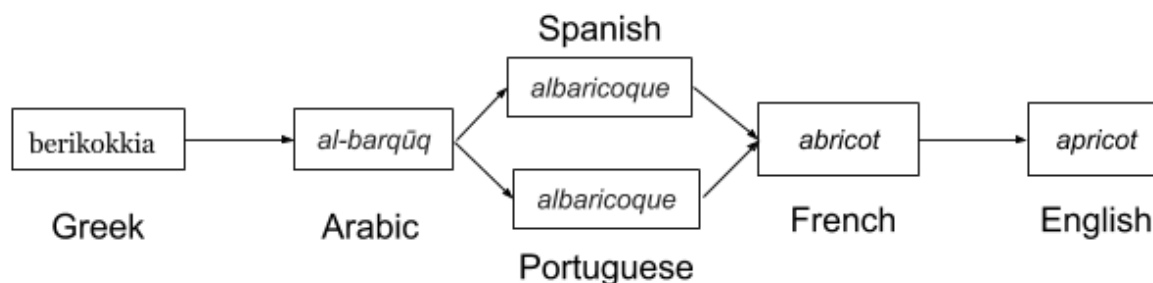 Spanish
albaricoque
berikokkia
al-barqūq
abricot
apricot
albaricoque
Greek
Arabic
French
English
Portuguese